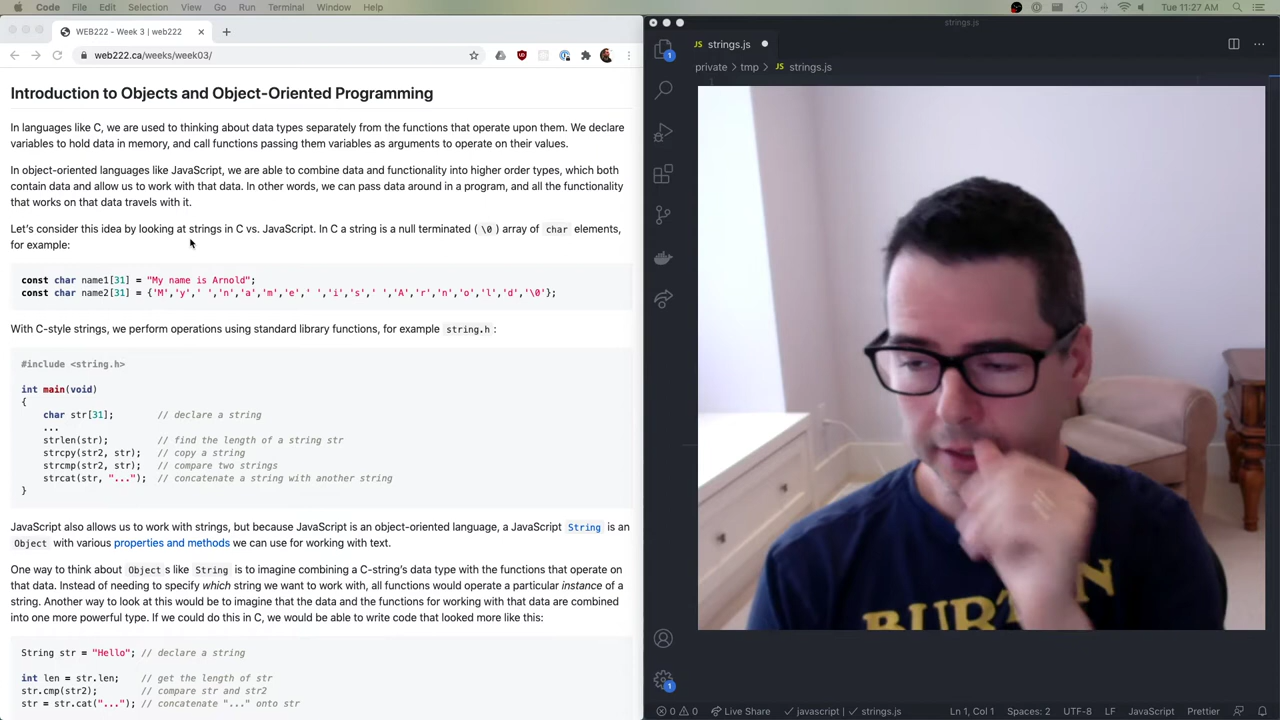 Code File Edit Selection View Go Run Terminal Window Help
Tue 11:27 AM
strings.js
WEB222 - Week 3 | web222
web222.ca/weeks/week03/
JS strings.js
private > tmp > JS strings.js
1
Introduction to Objects and Object-Oriented Programming
In languages like C, we are used to thinking about data types separately from the functions that operate upon them. We declare
variables to hold data in memory, and call functions passing them variables as arguments to operate on their values.
In object-oriented languages like JavaScript, we are able to combine data and functionality into higher order types, which both
contain data and allow us to work with that data. In other words, we can pass data around in a program, and all the functionality
that works on that data travels with it.
Let's consider this idea by looking at strings in C vs. JavaScript. In C a string is a null terminated ( \0 ) array of char elements,
for example:
const char name1[31] = "My name is Arnold";
const char name2[31] = {'M','y',' ','n','a','m','e',' ','i','s',' ','A','r','n','o','l','d','\0'};
With C-style strings, we perform operations using standard library functions, for example string.h :
#include <string.h>
int main(void)
{
char str[31]; // declare a string
...
strlen(str); // find the length of a string str
strcpy(str2, str); // copy a string
strcmp(str2, str); // compare two strings
strcat(str, "..."); // concatenate a string with another string
}
JavaScript also allows us to work with strings, but because JavaScript is an object-oriented language, a JavaScript String is an
Object with various properties and methods we can use for working with text.
One way to think about Object s like String is to imagine combining a C-string's data type with the functions that operate on
that data. Instead of needing to specify which string we want to work with, all functions would operate a particular instance of a
string. Another way to look at this would be to imagine that the data and the functions for working with that data are combined
into one more powerful type. If we could do this in C, we would be able to write code that looked more like this:
String str = "Hello"; // declare a string
int len = str.len; // get the length of str
str.cmp(str2); // compare str and str2
str = str.cat("..."); // concatenate "..." onto str
BURTON
1
0 0 Live Share javascript | strings.js Ln 1, Col 1 Spaces: 2 UTF-8 LF JavaScript Prettier